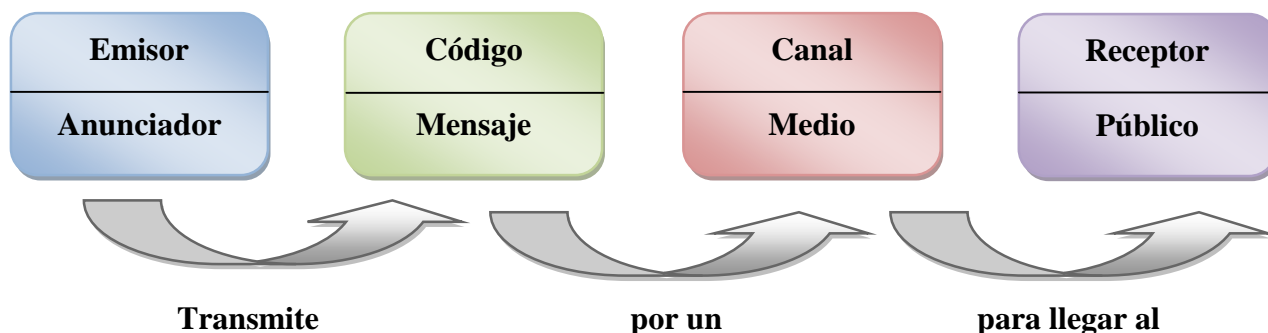 Emisor
Anunciador
Código
Mensaje
Canal
Medio
Receptor
Público
Transmite
por un
para llegar al